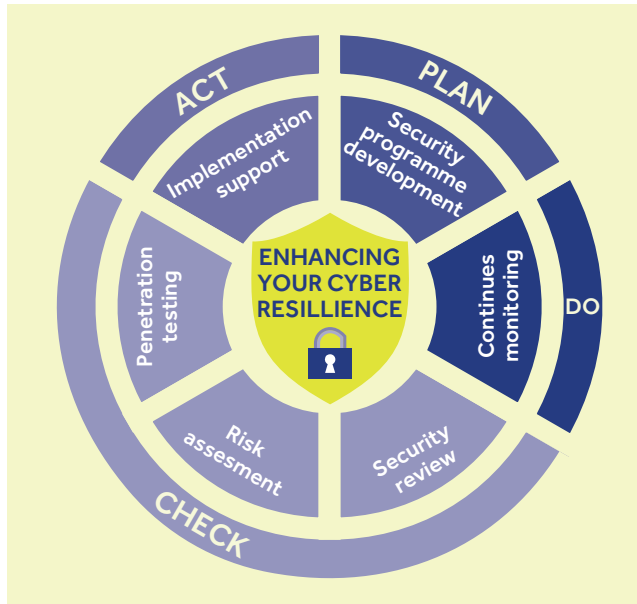 ACT
PLAN
Implementation
support
Security
programme
development
Penetration
testing
ENHANCING
YOUR CYBER
RESILLIENCE
Continues
monitoring
DO
Risk
assesment
Security
review
CHECK